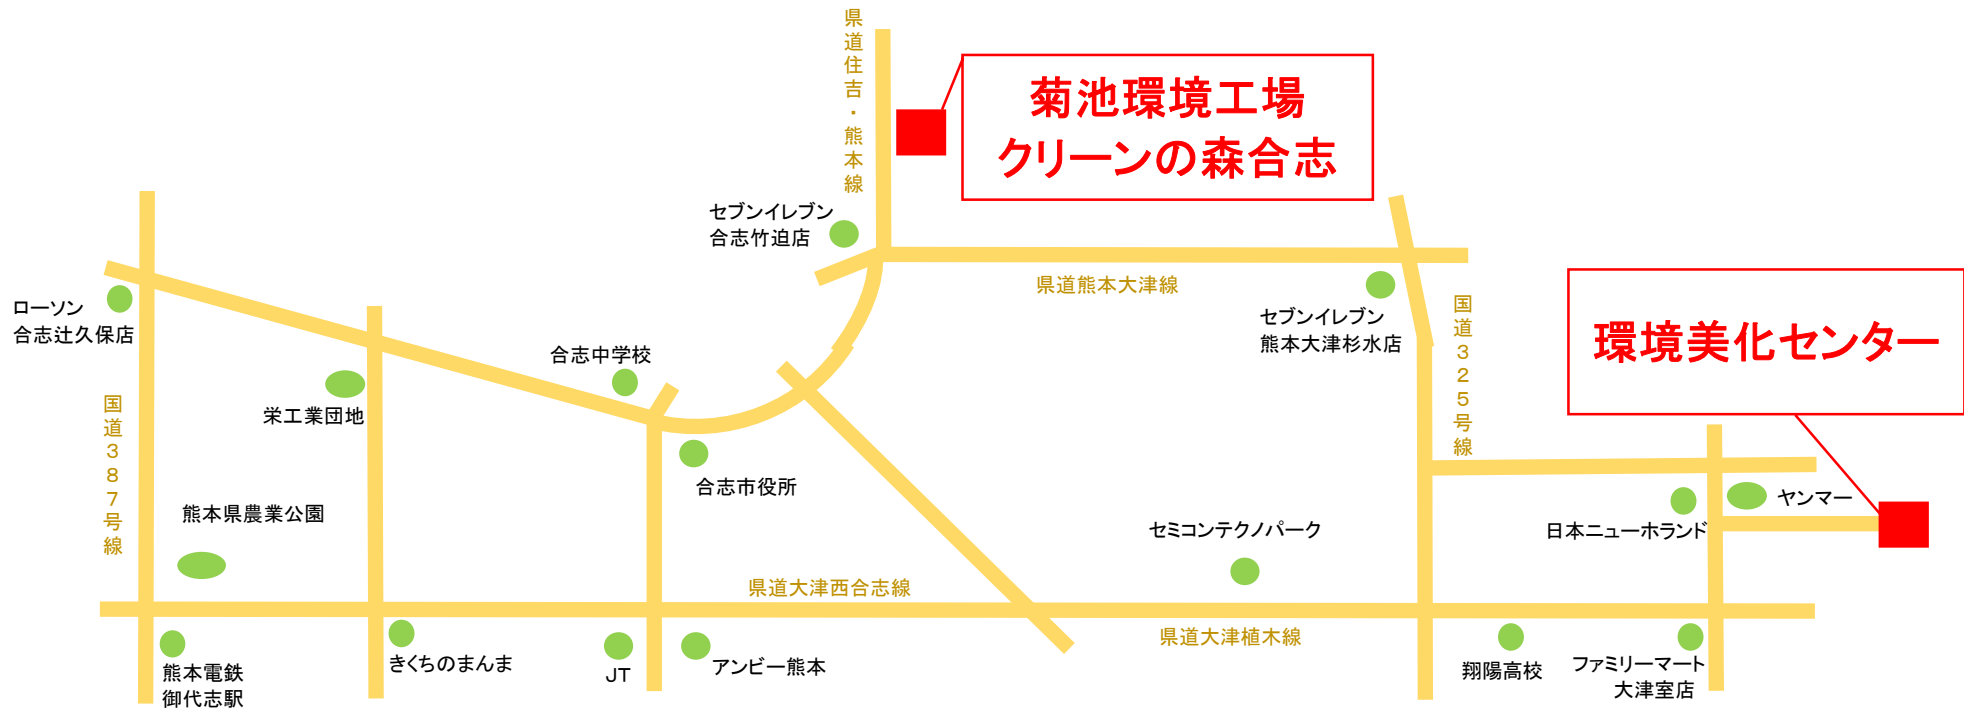 県道住吉・熊本線
菊池環境工場
クリーンの森合志
セブンイレブン
合志竹迫店
県道熊本大津線
ローソン
合志辻久保店
セブンイレブン
熊本大津杉水店
国道325号線
環境美化センター
合志中学校
栄工業団地
国道387号線
合志市役所
熊本県農業公園
セミコンテクノパーク
日本ニューホランド
ヤンマー
県道大津西合志線
県道大津植木線
熊本電鉄
御代志駅
きくちのまんま
JT
アンビー熊本
翔陽高校
ファミリーマート
大津室店